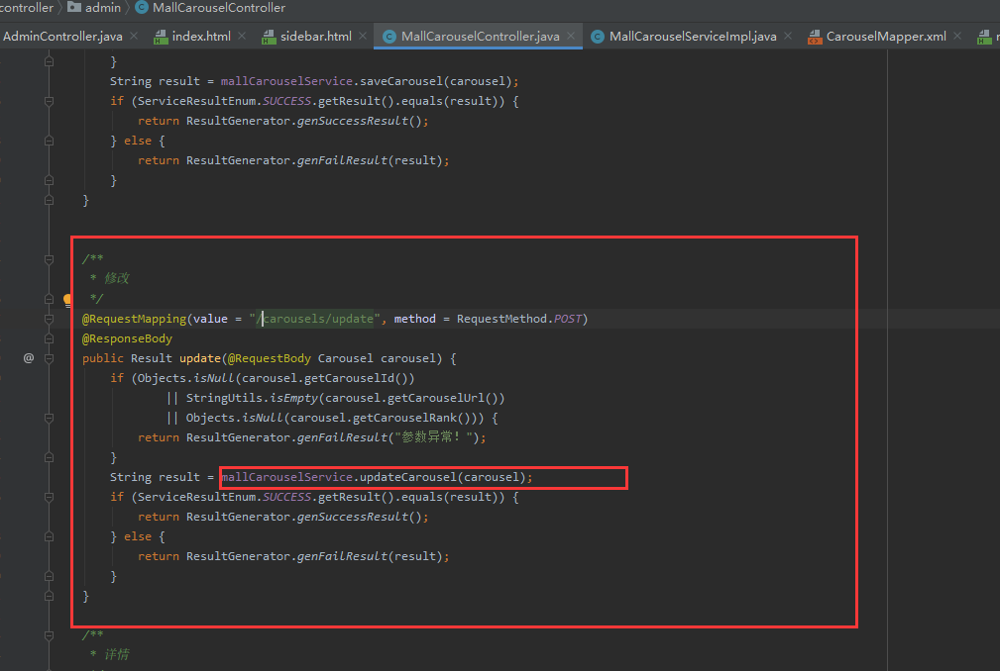 controller admin MallCarouselController
AdminController.java index.html sidebar.html MallCarouselController.java MallCarouselServiceImpl.java CarouselMapper.xml
}
String result = mallCarouselService.saveCarousel(carousel);
if (ServiceResultEnum.SUCCESS.getResult().equals(result)) {
return ResultGenerator.genSuccessResult();
} else {
return ResultGenerator.genFailResult(result);
}
}
/**
* 修改
*/
@RequestMapping(value = "/carousels/update", method = RequestMethod.POST)
@ResponseBody
public Result update(@RequestBody Carousel carousel) {
if (Objects.isNull(carousel.getCarouselId())
|| StringUtils.isEmpty(carousel.getCarouselUrl())
|| Objects.isNull(carousel.getCarouselRank())) {
return ResultGenerator.genFailResult("参数异常！");
}
String result = mallCarouselService.updateCarousel(carousel);
if (ServiceResultEnum.SUCCESS.getResult().equals(result)) {
return ResultGenerator.genSuccessResult();
} else {
return ResultGenerator.genFailResult(result);
}
}
/**
* 详情